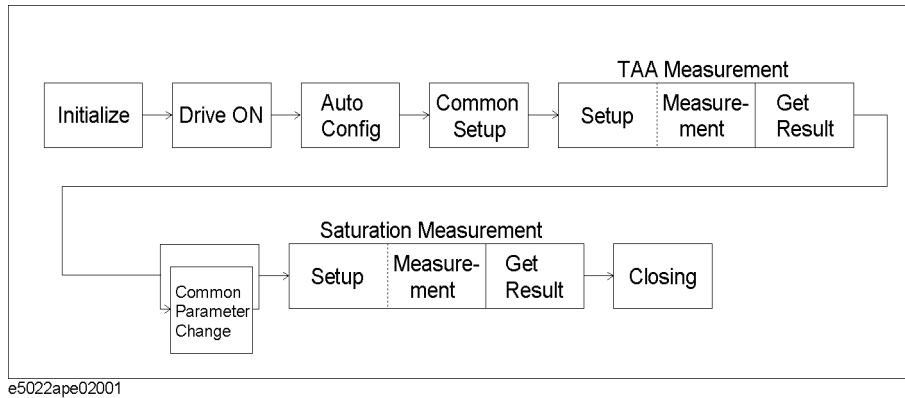 TAA Measurement
Initialize
Drive ON
Auto
Config
Common
Setup
Setup
Measure-
ment
Get
Result
Saturation Measurement
Common
Parameter
Change
Setup
Measure-
ment
Get
Result
Closing
e5022ape02001